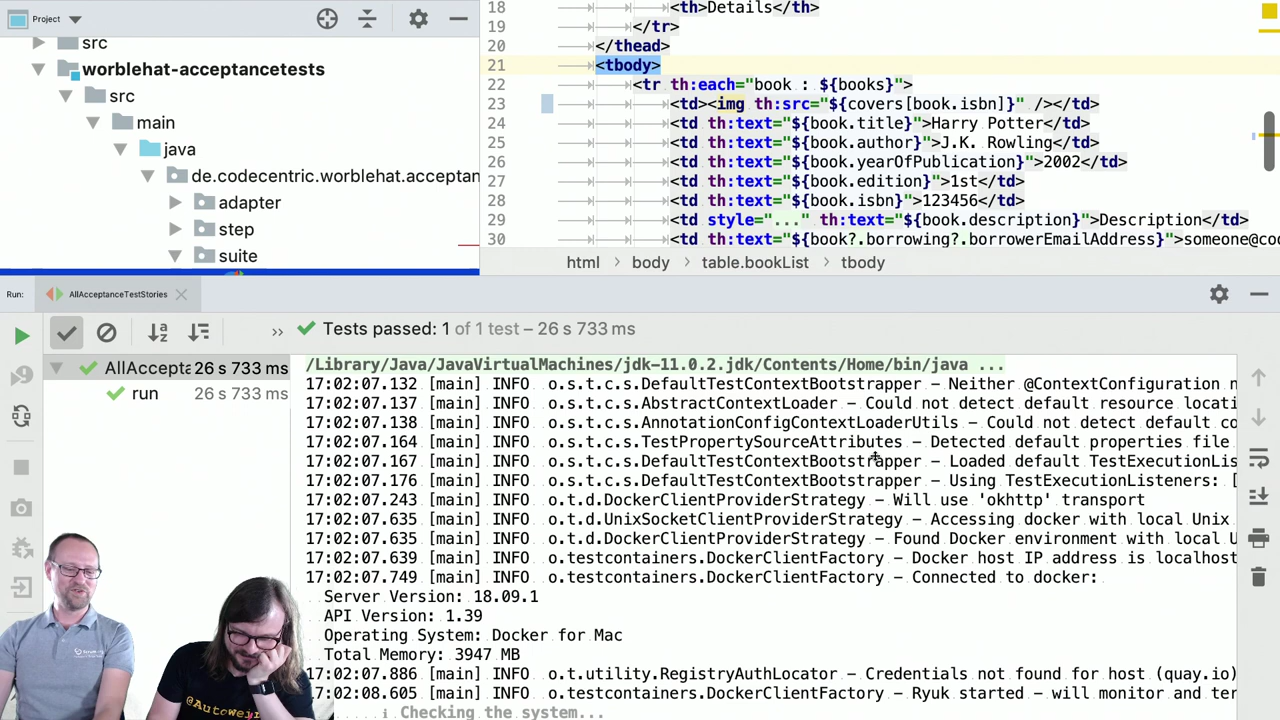 Project
src
worblehat-acceptancetests
src
main
java
de.codecentric.worblehat.acceptan
adapter
step
suite
18 <th>Details</th>
19 </tr>
20 </thead>
21 <tbody>
22 <tr th:each="book : ${books}">
23 <td><img th:src="${covers[book.isbn]}" /></td>
24 <td th:text="${book.title}">Harry Potter</td>
25 <td th:text="${book.author}">J.K. Rowling</td>
26 <td th:text="${book.yearOfPublication}">2002</td>
27 <td th:text="${book.edition}">1st</td>
28 <td th:text="${book.isbn}">123456</td>
29 <td style="..." th:text="${book.description}">Description</td>
30 <td th:text="${book?.borrowing?.borrowerEmailAddress}">someone@co
html body table.bookList tbody
Run: AllAcceptanceTestStories
Tests passed: 1 of 1 test – 26 s 733 ms
AllAccepta 26 s 733 ms
run 26 s 733 ms
/Library/Java/JavaVirtualMachines/jdk-11.0.2.jdk/Contents/Home/bin/java ...
17:02:07.132 [main] INFO o.s.t.c.s.DefaultTestContextBootstrapper – Neither @ContextConfiguration n
17:02:07.137 [main] INFO o.s.t.c.s.AbstractContextLoader – Could not detect default resource locati
17:02:07.138 [main] INFO o.s.t.c.s.AnnotationConfigContextLoaderUtils – Could not detect default co
17:02:07.164 [main] INFO o.s.t.c.s.TestPropertySourceAttributes – Detected default properties file
17:02:07.167 [main] INFO o.s.t.c.s.DefaultTestContextBootstrapper – Loaded default TestExecutionLis
17:02:07.176 [main] INFO o.s.t.c.s.DefaultTestContextBootstrapper – Using TestExecutionListeners: [
17:02:07.243 [main] INFO o.t.d.DockerClientProviderStrategy – Will use 'okhttp' transport
17:02:07.635 [main] INFO o.t.d.UnixSocketClientProviderStrategy – Accessing docker with local Unix
17:02:07.635 [main] INFO o.t.d.DockerClientProviderStrategy – Found Docker environment with local U
17:02:07.639 [main] INFO o.testcontainers.DockerClientFactory – Docker host IP address is localhost
17:02:07.749 [main] INFO o.testcontainers.DockerClientFactory – Connected to docker:
Server Version: 18.09.1
API Version: 1.39
Operating System: Docker for Mac
Total Memory: 3947 MB
17:02:07.886 [main] INFO o.t.utility.RegistryAuthLocator – Credentials not found for host (quay.io)
17:02:08.605 [main] INFO o.testcontainers.DockerClientFactory – Ryuk started – will monitor and ter
ℹ Checking the system...